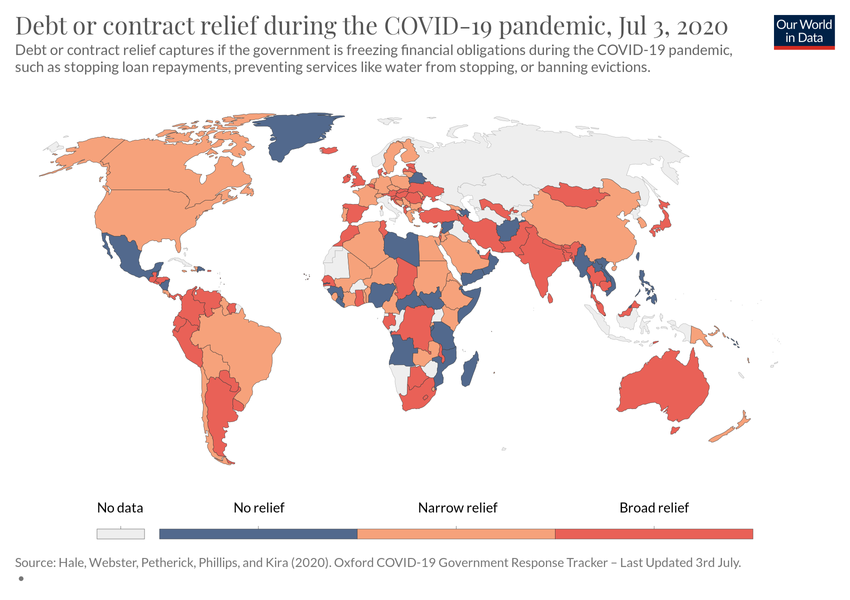 Debt or contract relief during the COVID-19 pandemic, Jul 3, 2020
Our World
in Data
Debt or contract relief captures if the government is freezing financial obligations during the COVID-19 pandemic,
such as stopping loan repayments, preventing services like water from stopping, or banning evictions.
No data
No relief
Narrow relief
Broad relief
Source: Hale, Webster, Petherick, Phillips, and Kira (2020). Oxford COVID-19 Government Response Tracker – Last Updated 3rd July.
•